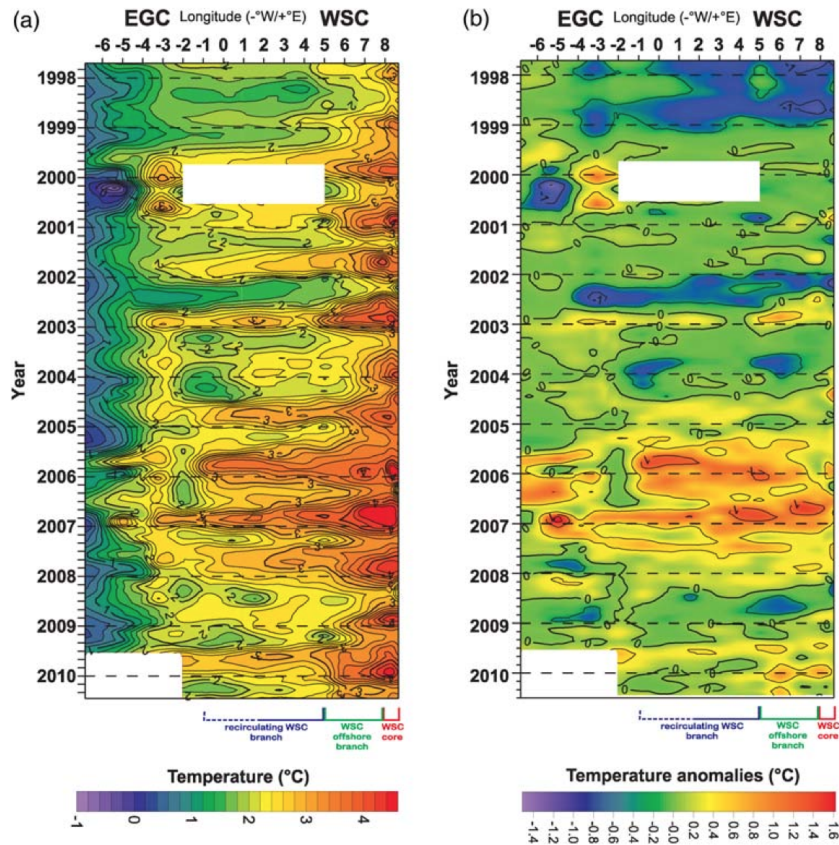 (a) EGC Longitude (-°W/+°E) WSC
-6 -5 -4 -3 -2 -1 0 1 2 3 4 5 6 7 8
Year
1998
1999
2000
2001
2002
2003
2004
2005
2006
2007
2008
2009
2010
recirculating WSC branch
WSC offshore branch
WSC core
Temperature (°C)
-1 0 1 2 3 4
(b) EGC Longitude (-°W/+°E) WSC
-6 -5 -4 -3 -2 -1 0 1 2 3 4 5 6 7 8
Year
1998
1999
2000
2001
2002
2003
2004
2005
2006
2007
2008
2009
2010
recirculating WSC branch
WSC offshore branch
WSC core
Temperature anomalies (°C)
-1.4 -1.2 -1.0 -0.8 -0.6 -0.4 -0.2 -0.0 0.2 0.4 0.6 0.8 1.0 1.2 1.4 1.6